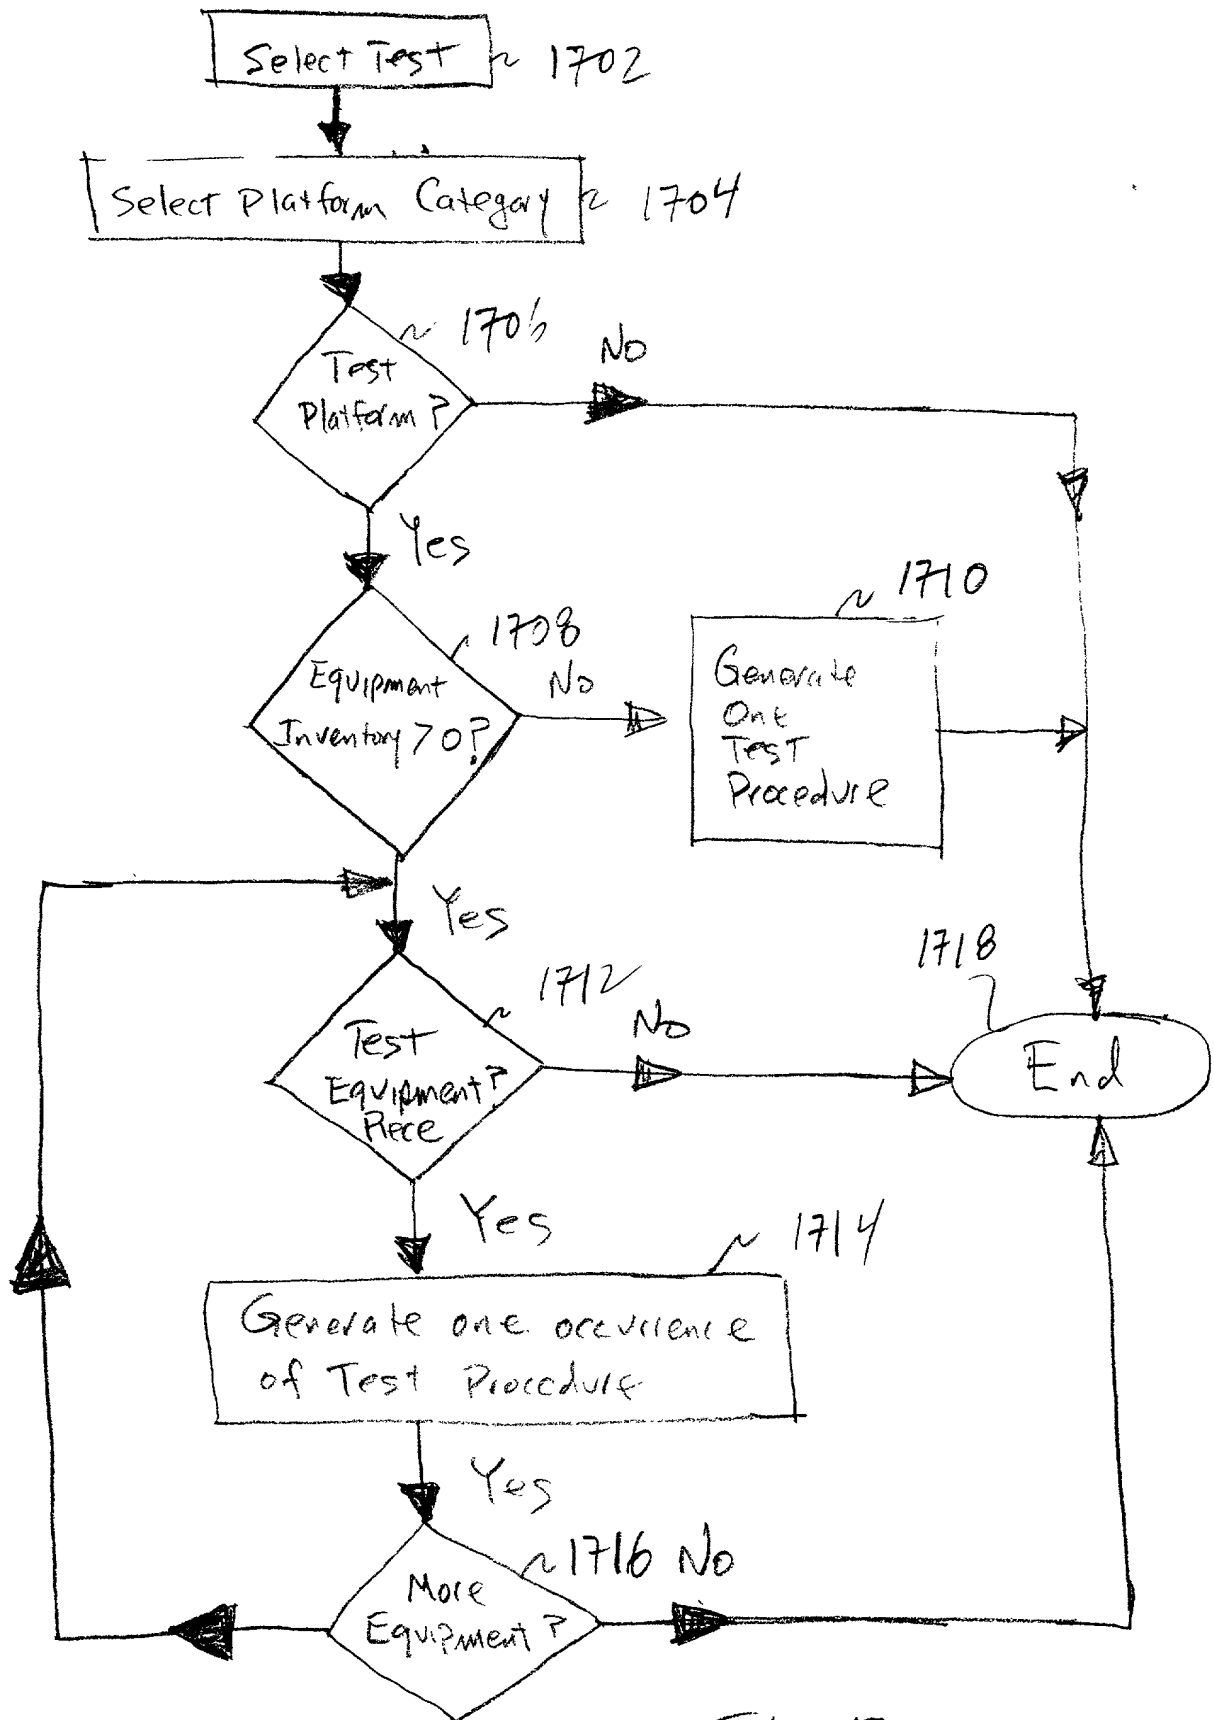 Select Test 1702
Select Platform Category 1704
1706
No
Test
Platform?
Yes
1710
1708
Generate
One
Test
Procedure
Equipment
Inventory > 0?
No
Yes
1718
1712
No
End
Test
Equipment?
Piece
Yes
1714
Generate one occurrence
of Test Procedure
Yes
1716 No
More
Equipment?